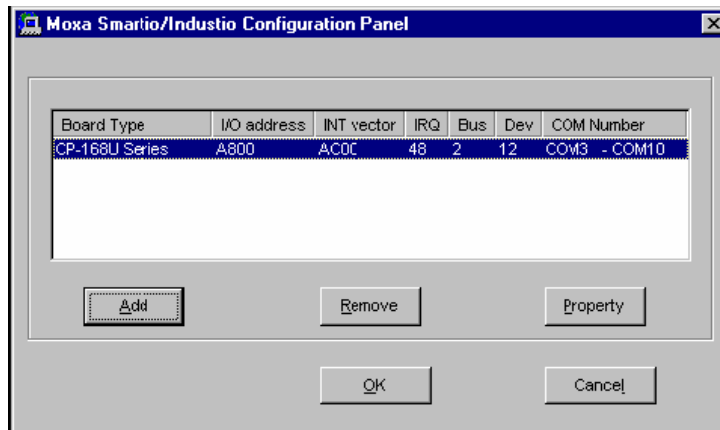 Moxa Smartio/Industio Configuration Panel
Board Type I/O address INT vector IRQ Bus Dev COM Number
CP-168U Series A800 AC00 48 2 12 COM3 - COM10
Add Remove Property
OK Cancel